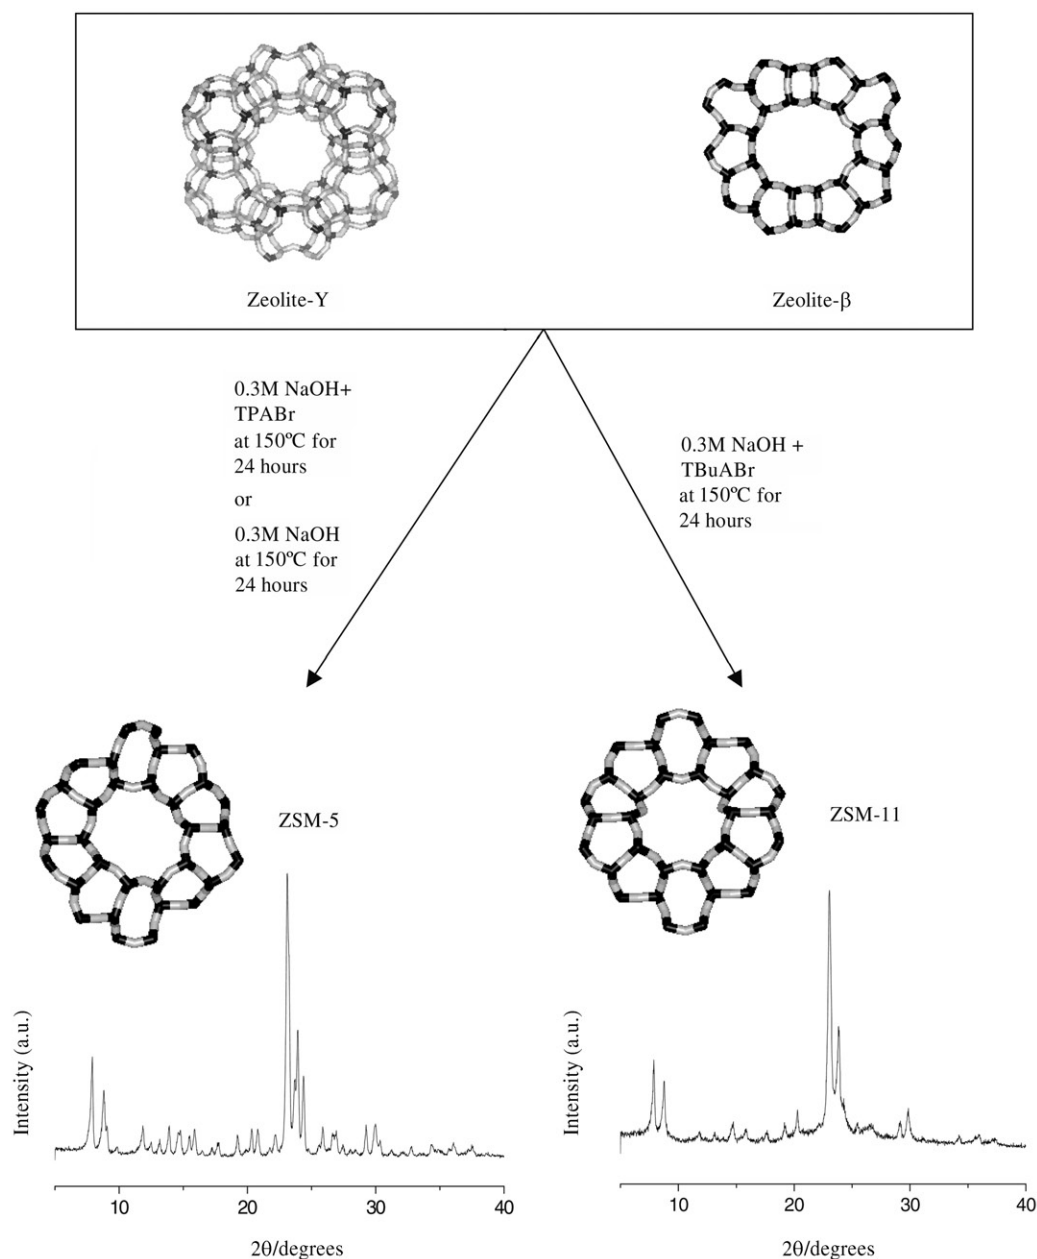 Zeolite-Y
Zeolite-β
0.3M NaOH+
TPABr
at 150ºC for
24 hours
or
0.3M NaOH
at 150ºC for
24 hours
0.3M NaOH +
TBuABr
at 150ºC for
24 hours
ZSM-5
ZSM-11
Intensity (a.u.)
10
20
30
40
2θ/degrees
Intensity (a.u.)
10
20
30
40
2θ/degrees